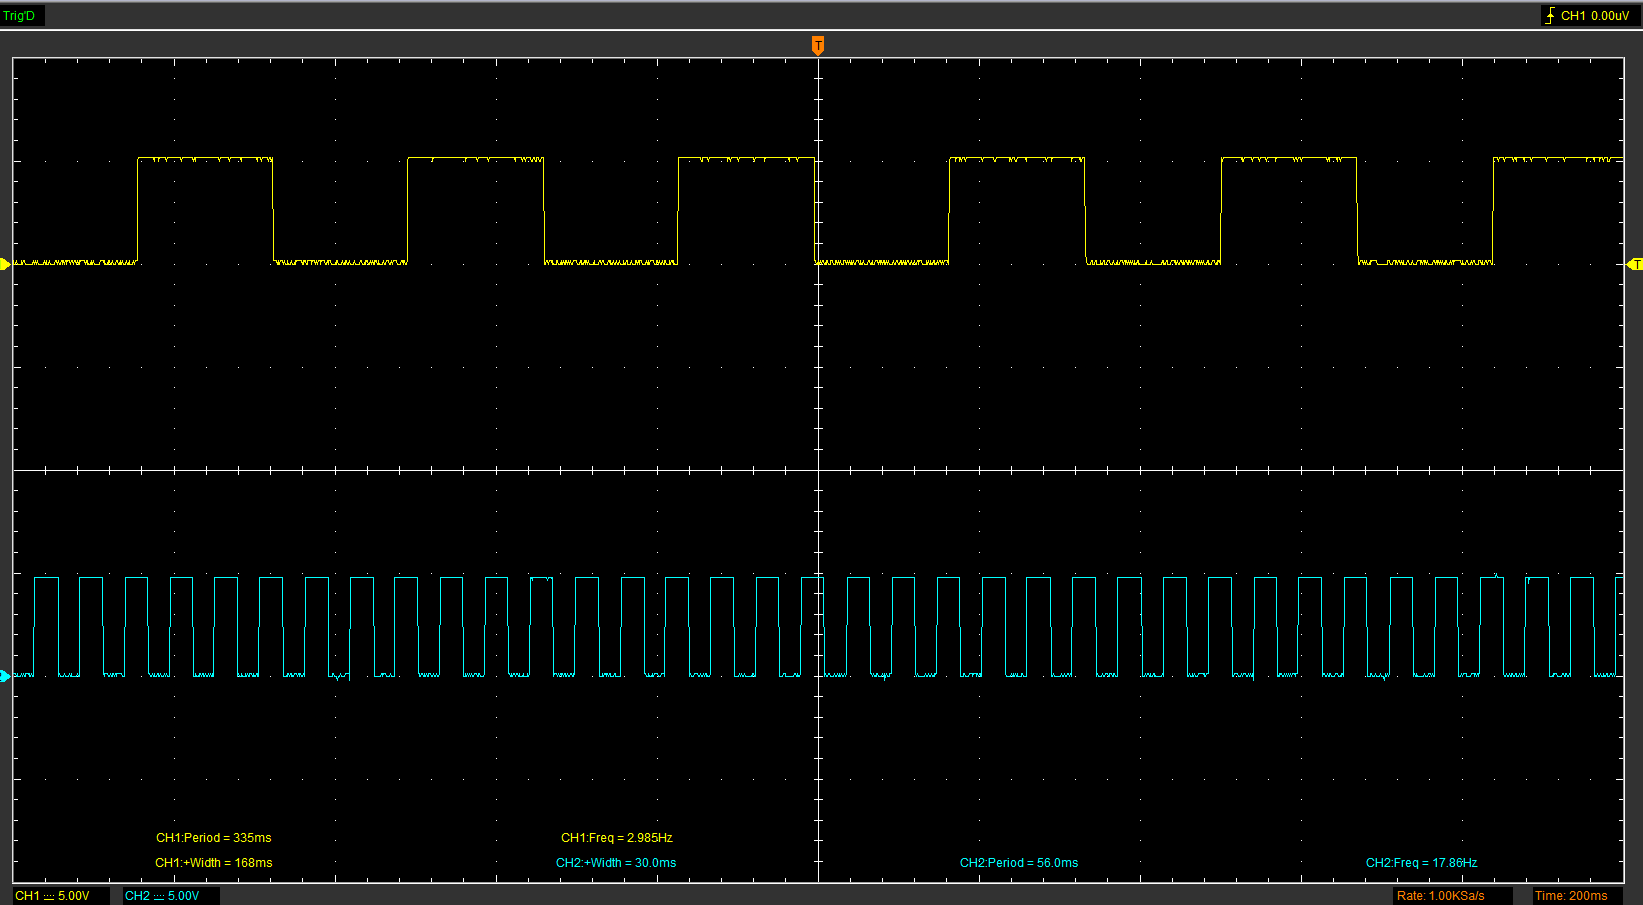 Trig'D
CH1 0.00uV
T
T
CH1:Period = 335ms
CH1:Freq = 2.985Hz
CH1:+Width = 168ms
CH2:+Width = 30.0ms
CH2:Period = 56.0ms
CH2:Freq = 17.86Hz
CH1 5.00V
CH2 5.00V
Rate: 1.00KSa/s
Time: 200ms